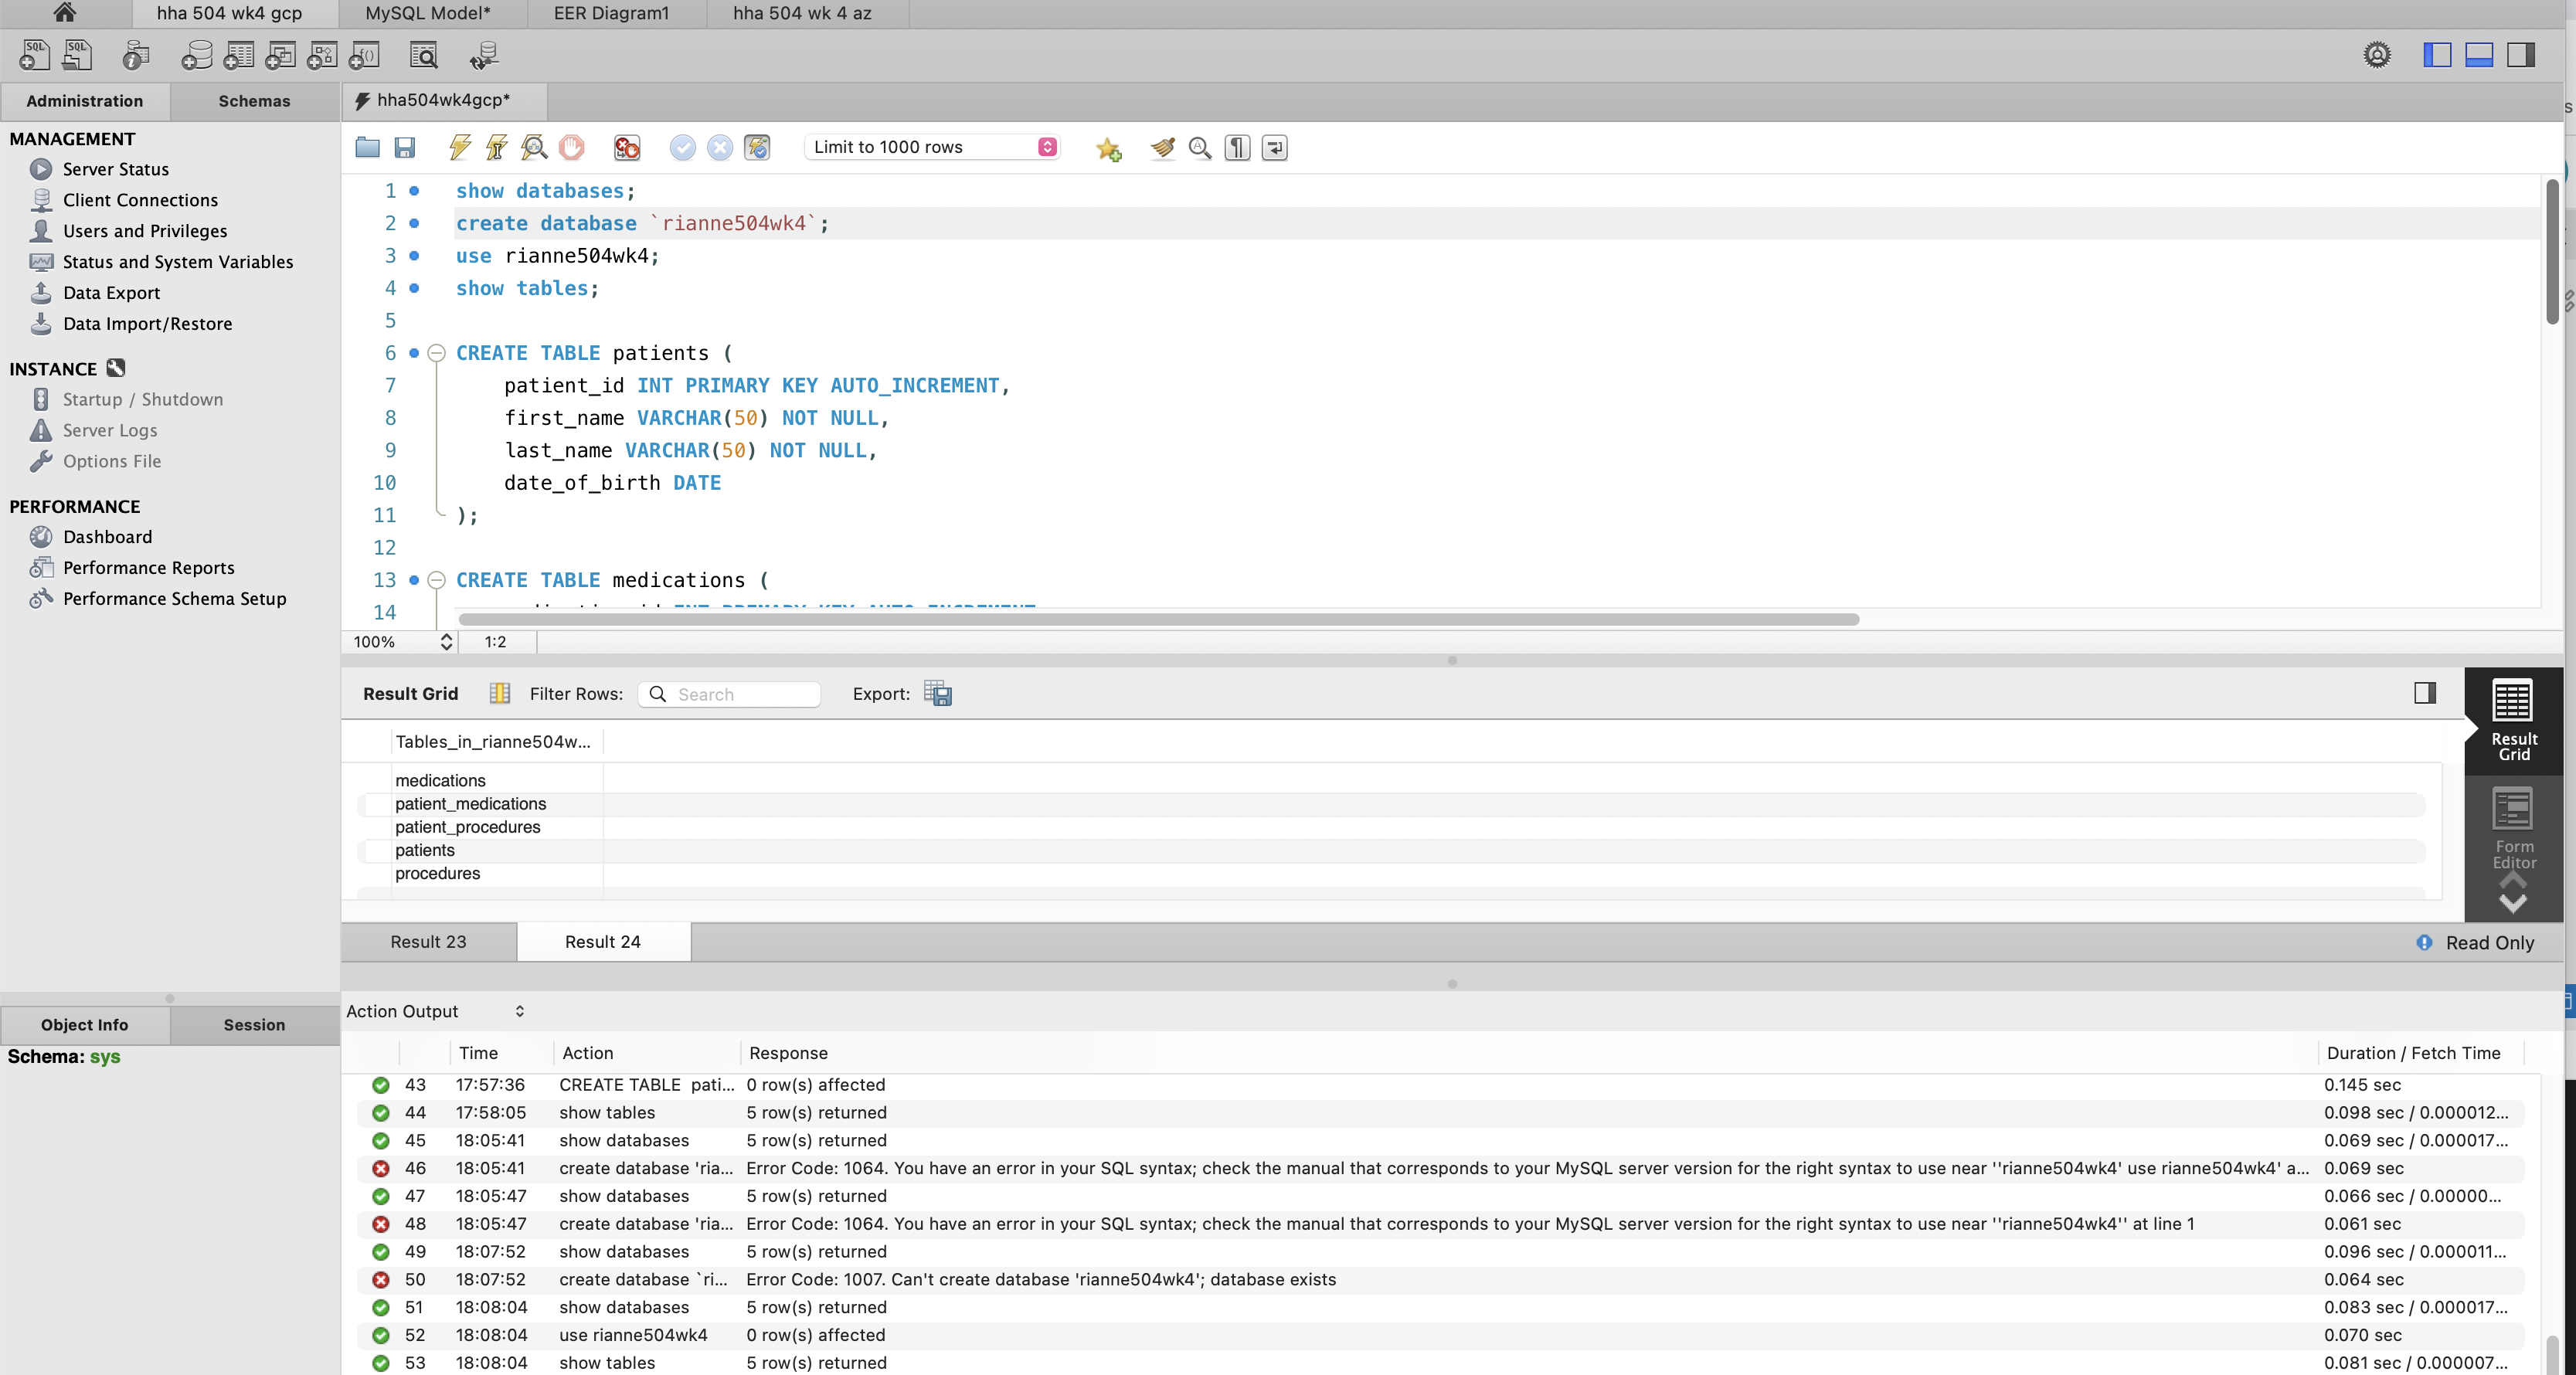 hha 504 wk4 gcp MySQL Model* EER Diagram1 hha 504 wk 4 az
Administration Schemas
MANAGEMENT
Server Status
Client Connections
Users and Privileges
Status and System Variables
Data Export
Data Import/Restore
INSTANCE
Startup / Shutdown
Server Logs
Options File
PERFORMANCE
Dashboard
Performance Reports
Performance Schema Setup
Object Info Session
Schema: sys
hha504wk4gcp*
Limit to 1000 rows
1 show databases;
2 create database `rianne504wk4`;
3 use rianne504wk4;
4 show tables;
5
6 CREATE TABLE patients (
7 patient_id INT PRIMARY KEY AUTO_INCREMENT,
8 first_name VARCHAR(50) NOT NULL,
9 last_name VARCHAR(50) NOT NULL,
10 date_of_birth DATE
11 );
12
13 CREATE TABLE medications (
14
100% 1:2
Result Grid Filter Rows: Search Export:
Tables_in_rianne504w...
medications
patient_medications
patient_procedures
patients
procedures
Result
Grid
Form
Editor
Result 23 Result 24 Read Only
Action Output
Time Action Response Duration / Fetch Time
43 17:57:36 CREATE TABLE pati... 0 row(s) affected 0.145 sec
44 17:58:05 show tables 5 row(s) returned 0.098 sec / 0.000012...
45 18:05:41 show databases 5 row(s) returned 0.069 sec / 0.000017...
46 18:05:41 create database 'ria... Error Code: 1064. You have an error in your SQL syntax; check the manual that corresponds to your MySQL server version for the right syntax to use near ''rianne504wk4' use rianne504wk4' a... 0.069 sec
47 18:05:47 show databases 5 row(s) returned 0.066 sec / 0.00000...
48 18:05:47 create database 'ria... Error Code: 1064. You have an error in your SQL syntax; check the manual that corresponds to your MySQL server version for the right syntax to use near ''rianne504wk4'' at line 1 0.061 sec
49 18:07:52 show databases 5 row(s) returned 0.096 sec / 0.000011...
50 18:07:52 create database `ri... Error Code: 1007. Can't create database 'rianne504wk4'; database exists 0.064 sec
51 18:08:04 show databases 5 row(s) returned 0.083 sec / 0.000017...
52 18:08:04 use rianne504wk4 0 row(s) affected 0.070 sec
53 18:08:04 show tables 5 row(s) returned 0.081 sec / 0.000007...